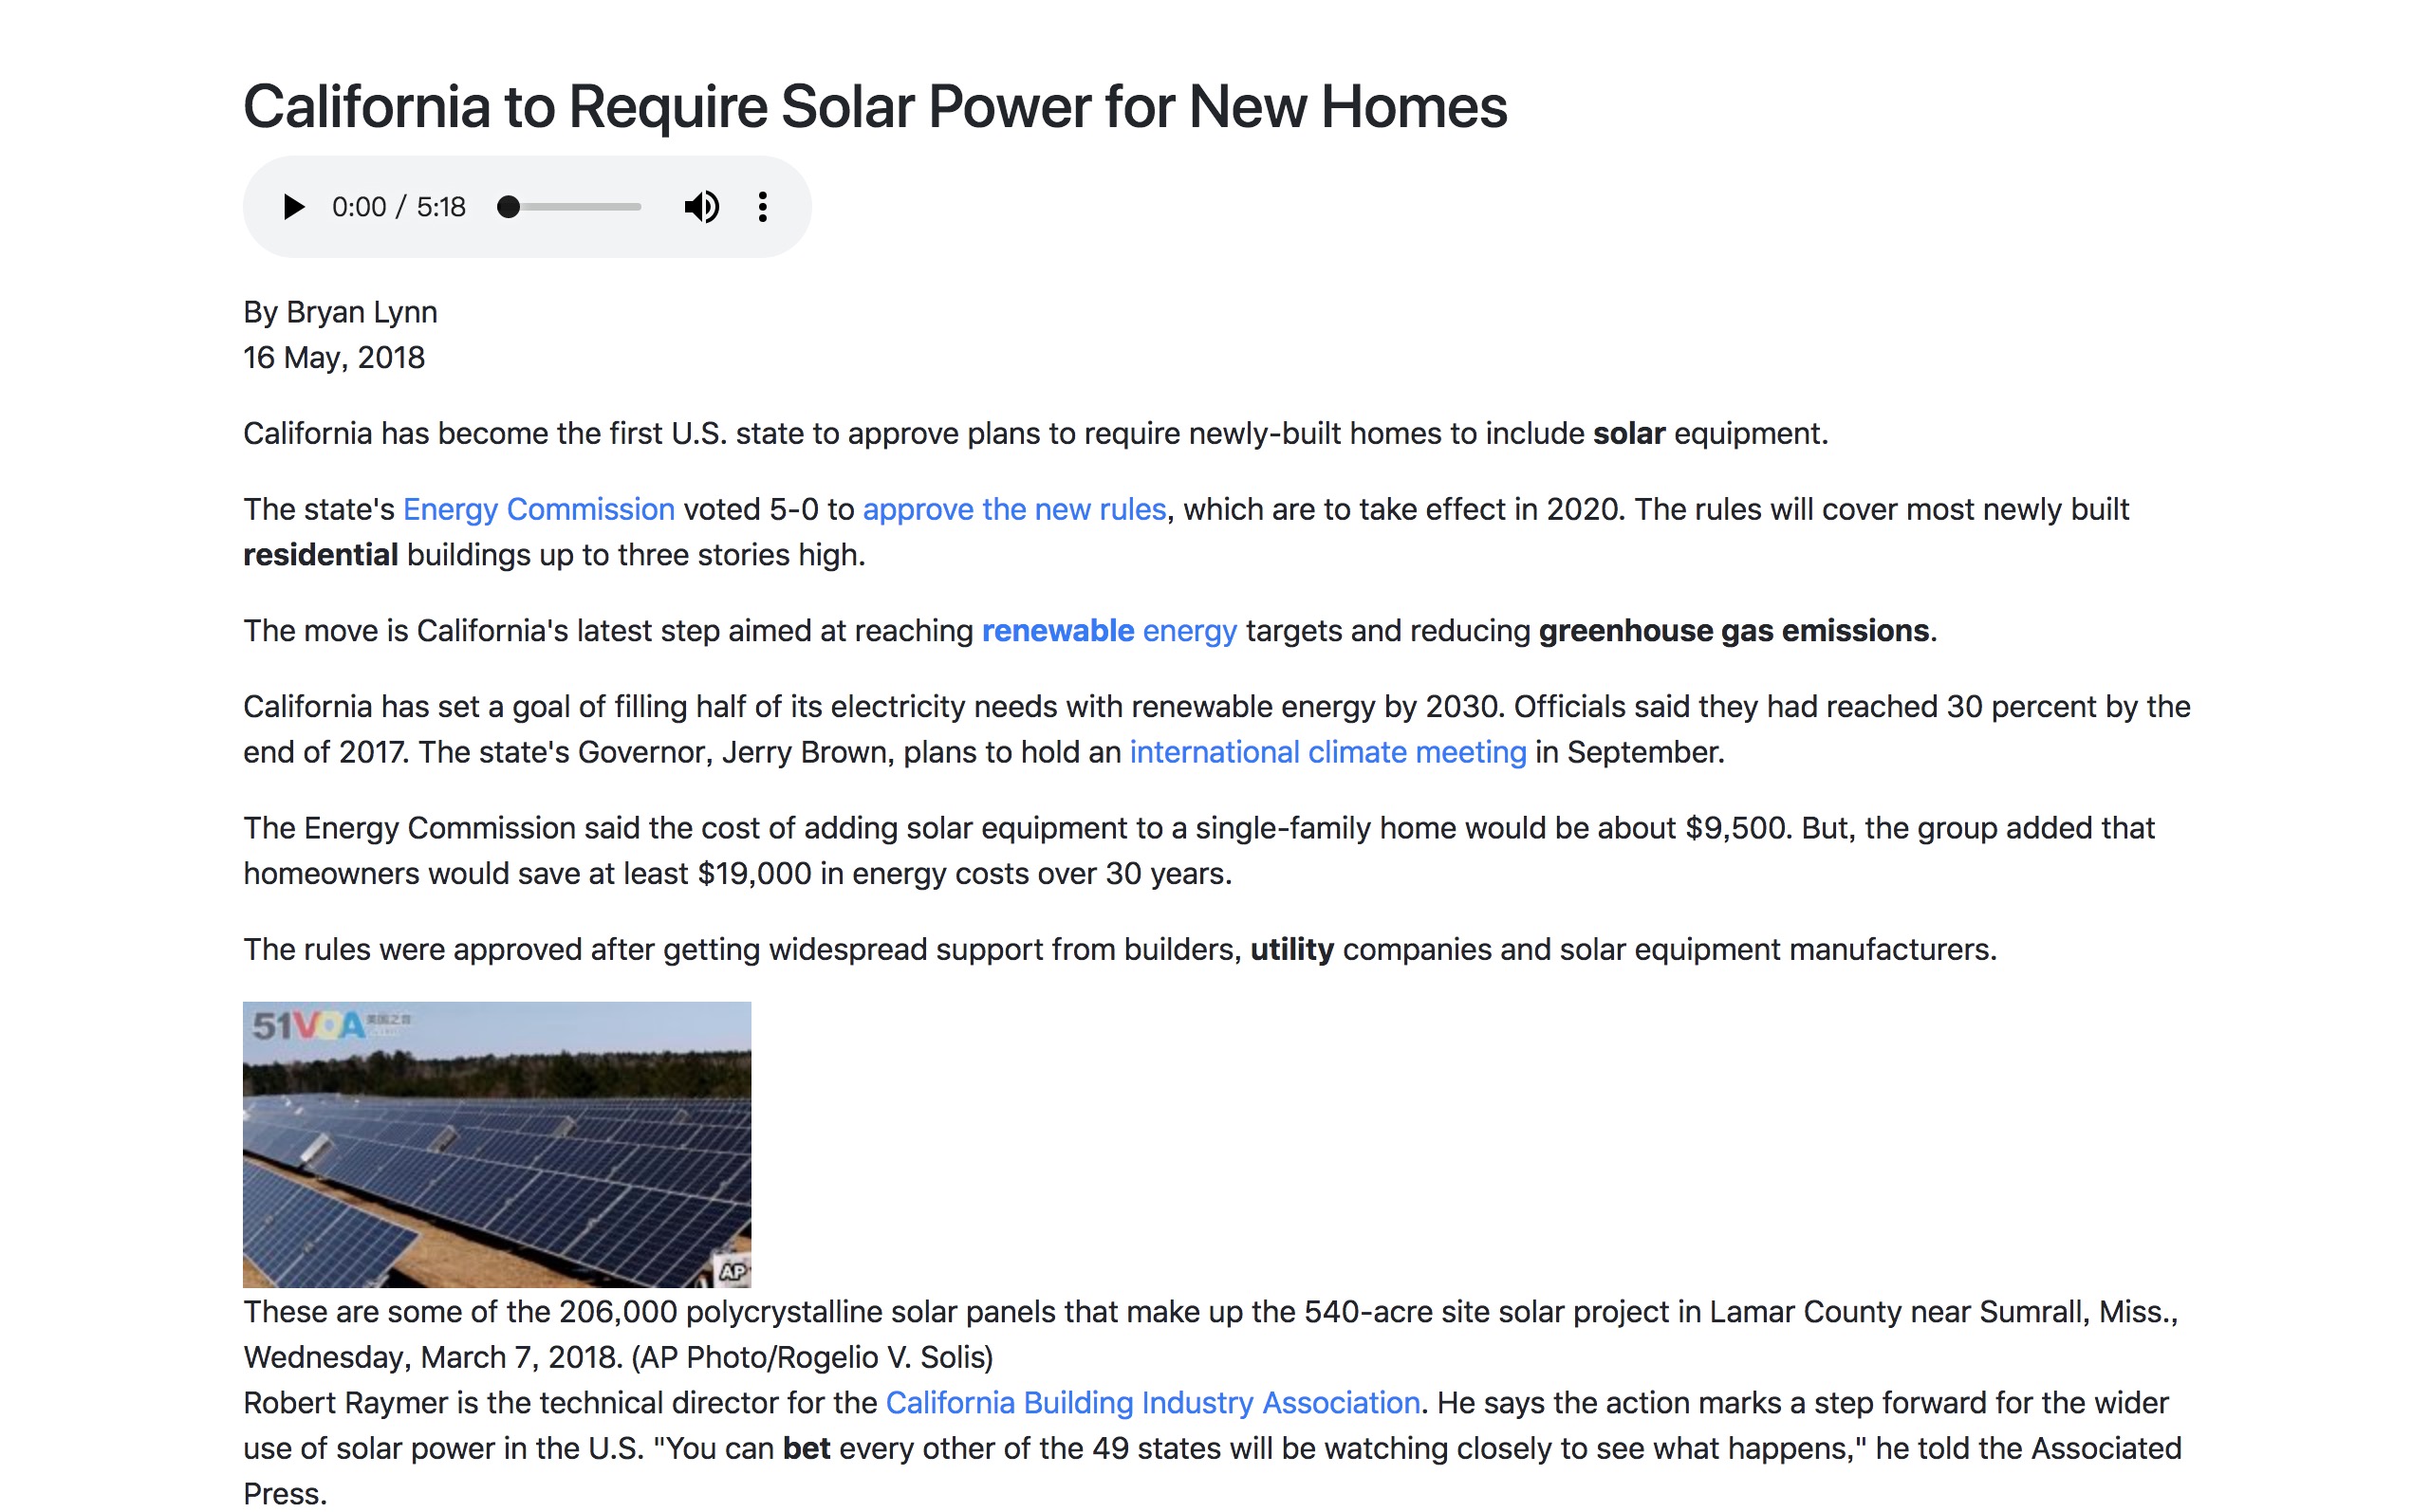 California to Require Solar Power for New Homes
0:00 / 5:18
By Bryan Lynn
16 May, 2018
California has become the first U.S. state to approve plans to require newly-built homes to include solar equipment.
The state's Energy Commission voted 5-0 to approve the new rules, which are to take effect in 2020. The rules will cover most newly built
residential buildings up to three stories high.
The move is California's latest step aimed at reaching renewable energy targets and reducing greenhouse gas emissions.
California has set a goal of filling half of its electricity needs with renewable energy by 2030. Officials said they had reached 30 percent by the
end of 2017. The state's Governor, Jerry Brown, plans to hold an international climate meeting in September.
The Energy Commission said the cost of adding solar equipment to a single-family home would be about $9,500. But, the group added that
homeowners would save at least $19,000 in energy costs over 30 years.
The rules were approved after getting widespread support from builders, utility companies and solar equipment manufacturers.
51VOA
AP
These are some of the 206,000 polycrystalline solar panels that make up the 540-acre site solar project in Lamar County near Sumrall, Miss.,
Wednesday, March 7, 2018. (AP Photo/Rogelio V. Solis)
Robert Raymer is the technical director for the California Building Industry Association. He says the action marks a step forward for the wider
use of solar power in the U.S. "You can bet every other of the 49 states will be watching closely to see what happens," he told the Associated
Press.